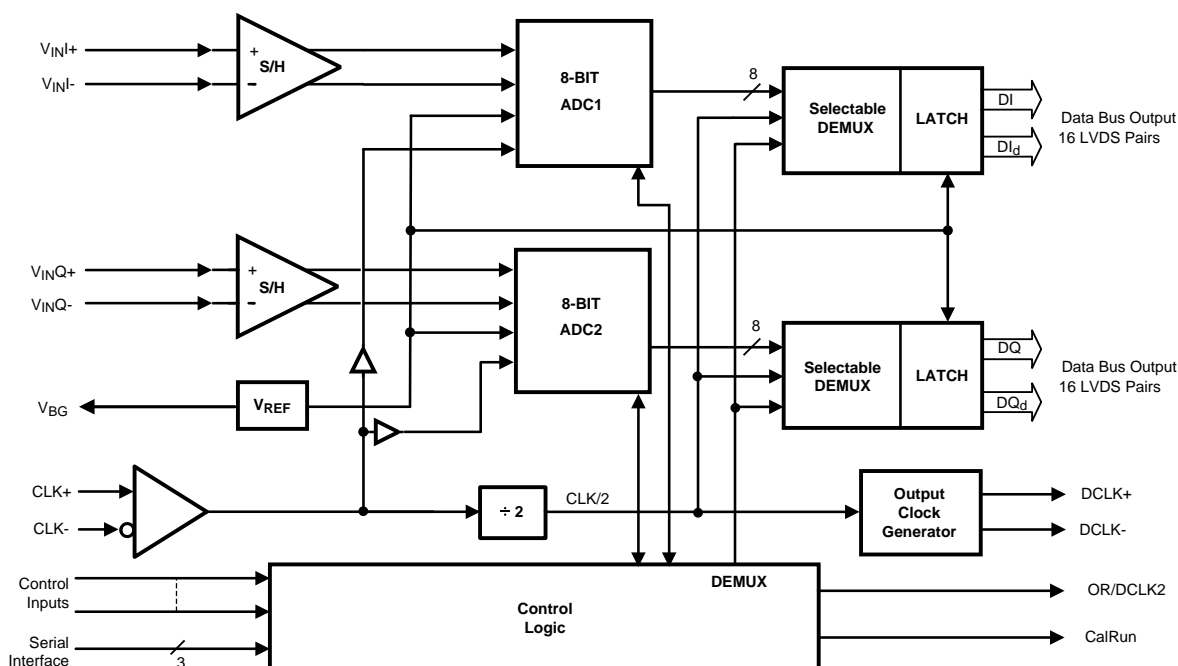 VINI+
VINI-
+
S/H
−
8-BIT
ADC1
8
Selectable
DEMUX
LATCH
DI
DId
Data Bus Output
16 LVDS Pairs
VINQ+
VINQ-
+
S/H
−
8-BIT
ADC2
8
Selectable
DEMUX
LATCH
DQ
DQd
Data Bus Output
16 LVDS Pairs
VBG
VREF
CLK+
CLK-
÷ 2
CLK/2
Output
Clock
Generator
DCLK+
DCLK-
Control
Inputs
Serial
Interface
3
DEMUX
Control
Logic
OR/DCLK2
CalRun